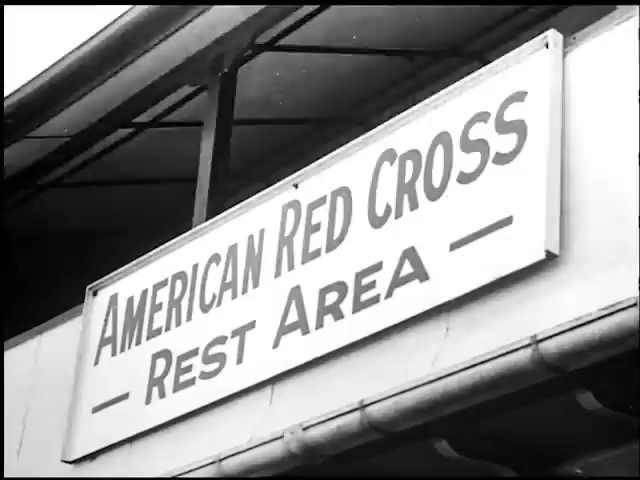 AMERICAN RED CROSS
— REST AREA —